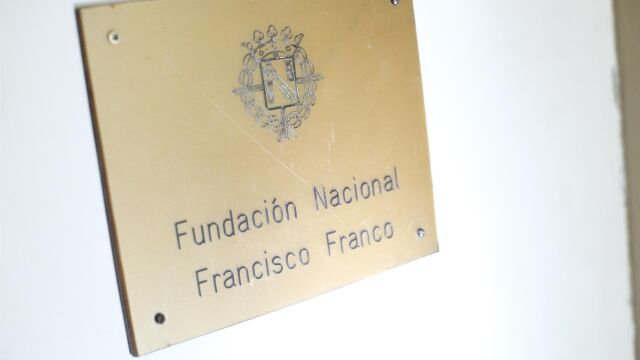 Fundación Nacional
Francisco Franco